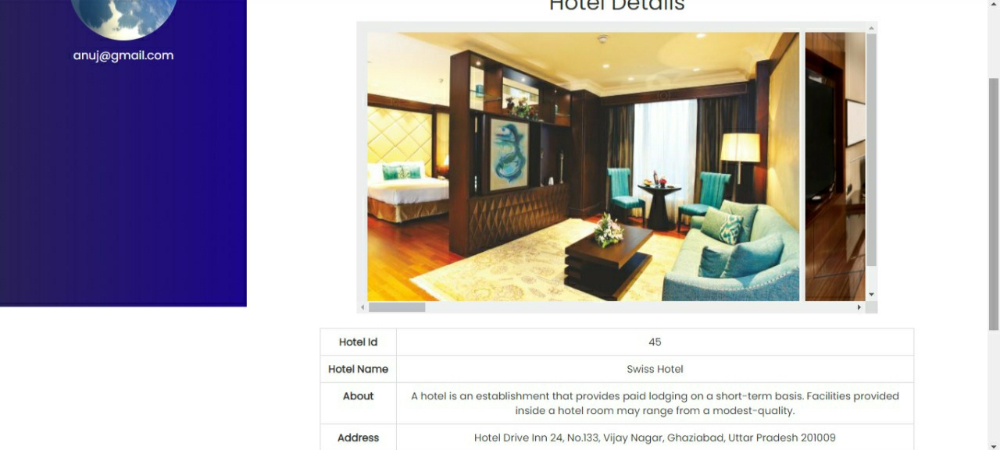 Hotel Details
anuj@gmail.com
Hotel Id 45
Hotel Name Swiss Hotel
About A hotel is an establishment that provides paid lodging on a short-term basis. Facilities provided
inside a hotel room may range from a modest-quality.
Address Hotel Drive Inn 24, No.133, Vijay Nagar, Ghaziabad, Uttar Pradesh 201009